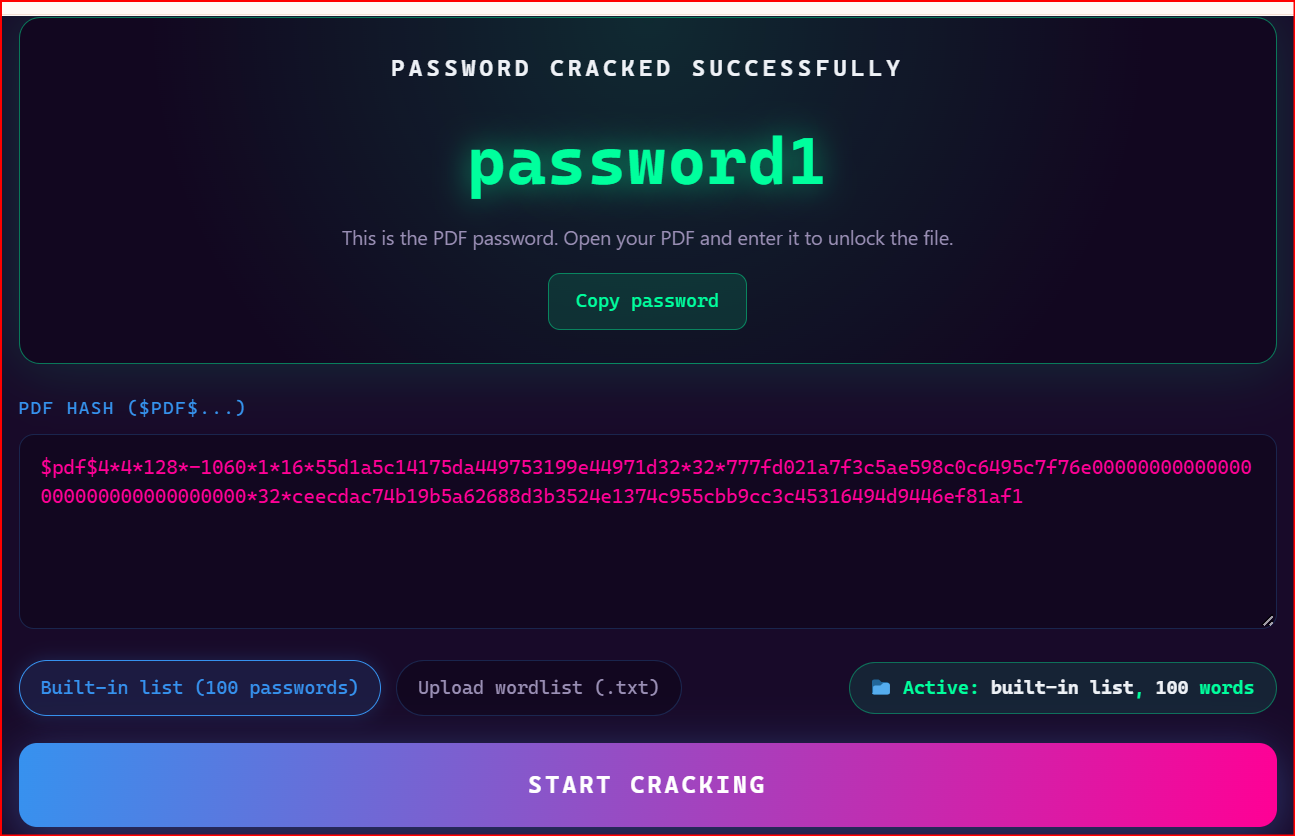 PASSWORD CRACKED SUCCESSFULLY
password1
This is the PDF password. Open your PDF and enter it to unlock the file.
Copy password
PDF HASH ($PDF$...)
$pdf$4*4*128*-1060*1*16*55d1a5c14175da449753199e44971d32*32*777fd021a7f3c5ae598c0c6495c7f76e00000000000000
000000000000000000*32*ceecdac74b19b5a62688d3b3524e1374c955cbb9cc3c45316494d9446ef81af1
Built-in list (100 passwords)
Upload wordlist (.txt)
Active: built-in list, 100 words
START CRACKING